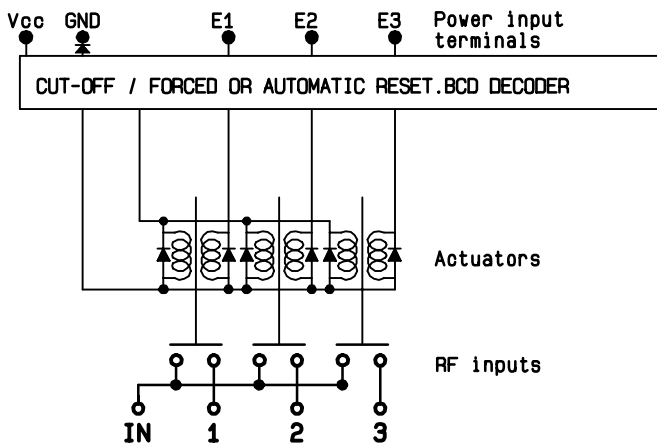 Vcc GND E1 E2 E3 Power input
terminals
CUT-OFF / FORCED OR AUTOMATIC RESET.BCD DECODER
Actuators
RF inputs
IN 1 2 3